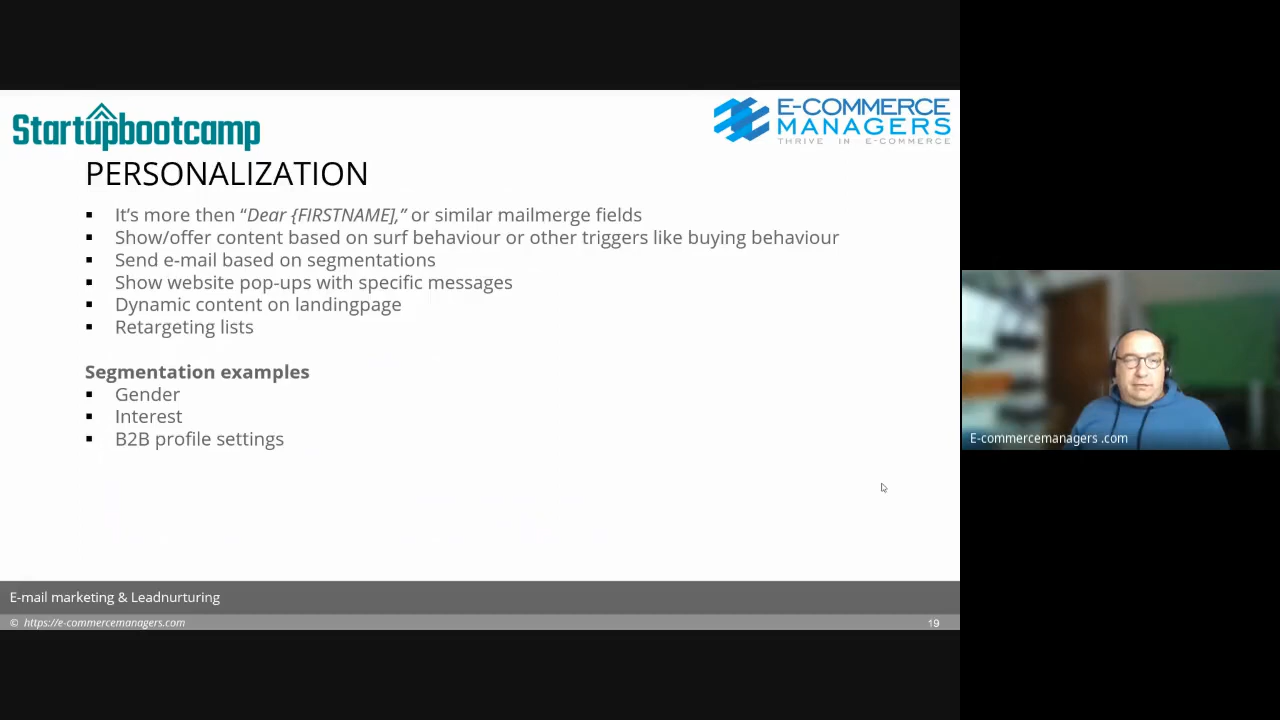 Startupbootcamp
E-COMMERCE
MANAGERS
THRIVE IN E-COMMERCE
PERSONALIZATION
It's more then “Dear {FIRSTNAME],” or similar mailmerge fields
Show/offer content based on surf behaviour or other triggers like buying behaviour
Send e-mail based on segmentations
Show website pop-ups with specific messages
Dynamic content on landingpage
Retargeting lists
Segmentation examples
Gender
Interest
B2B profile settings
E-commercemanagers .com
E-mail marketing & Leadnurturing
© https://e-commercemanagers.com
19